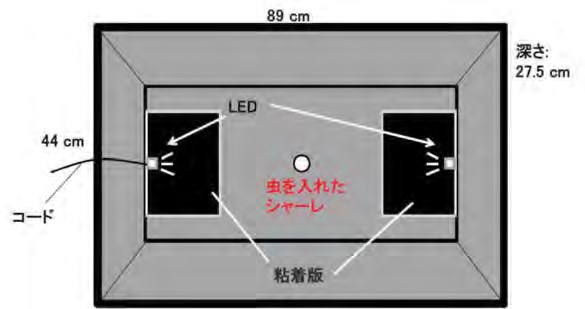 89 cm
深さ:
27.5 cm
LED
44 cm
虫を入れた
シャーレ
コード
粘着版